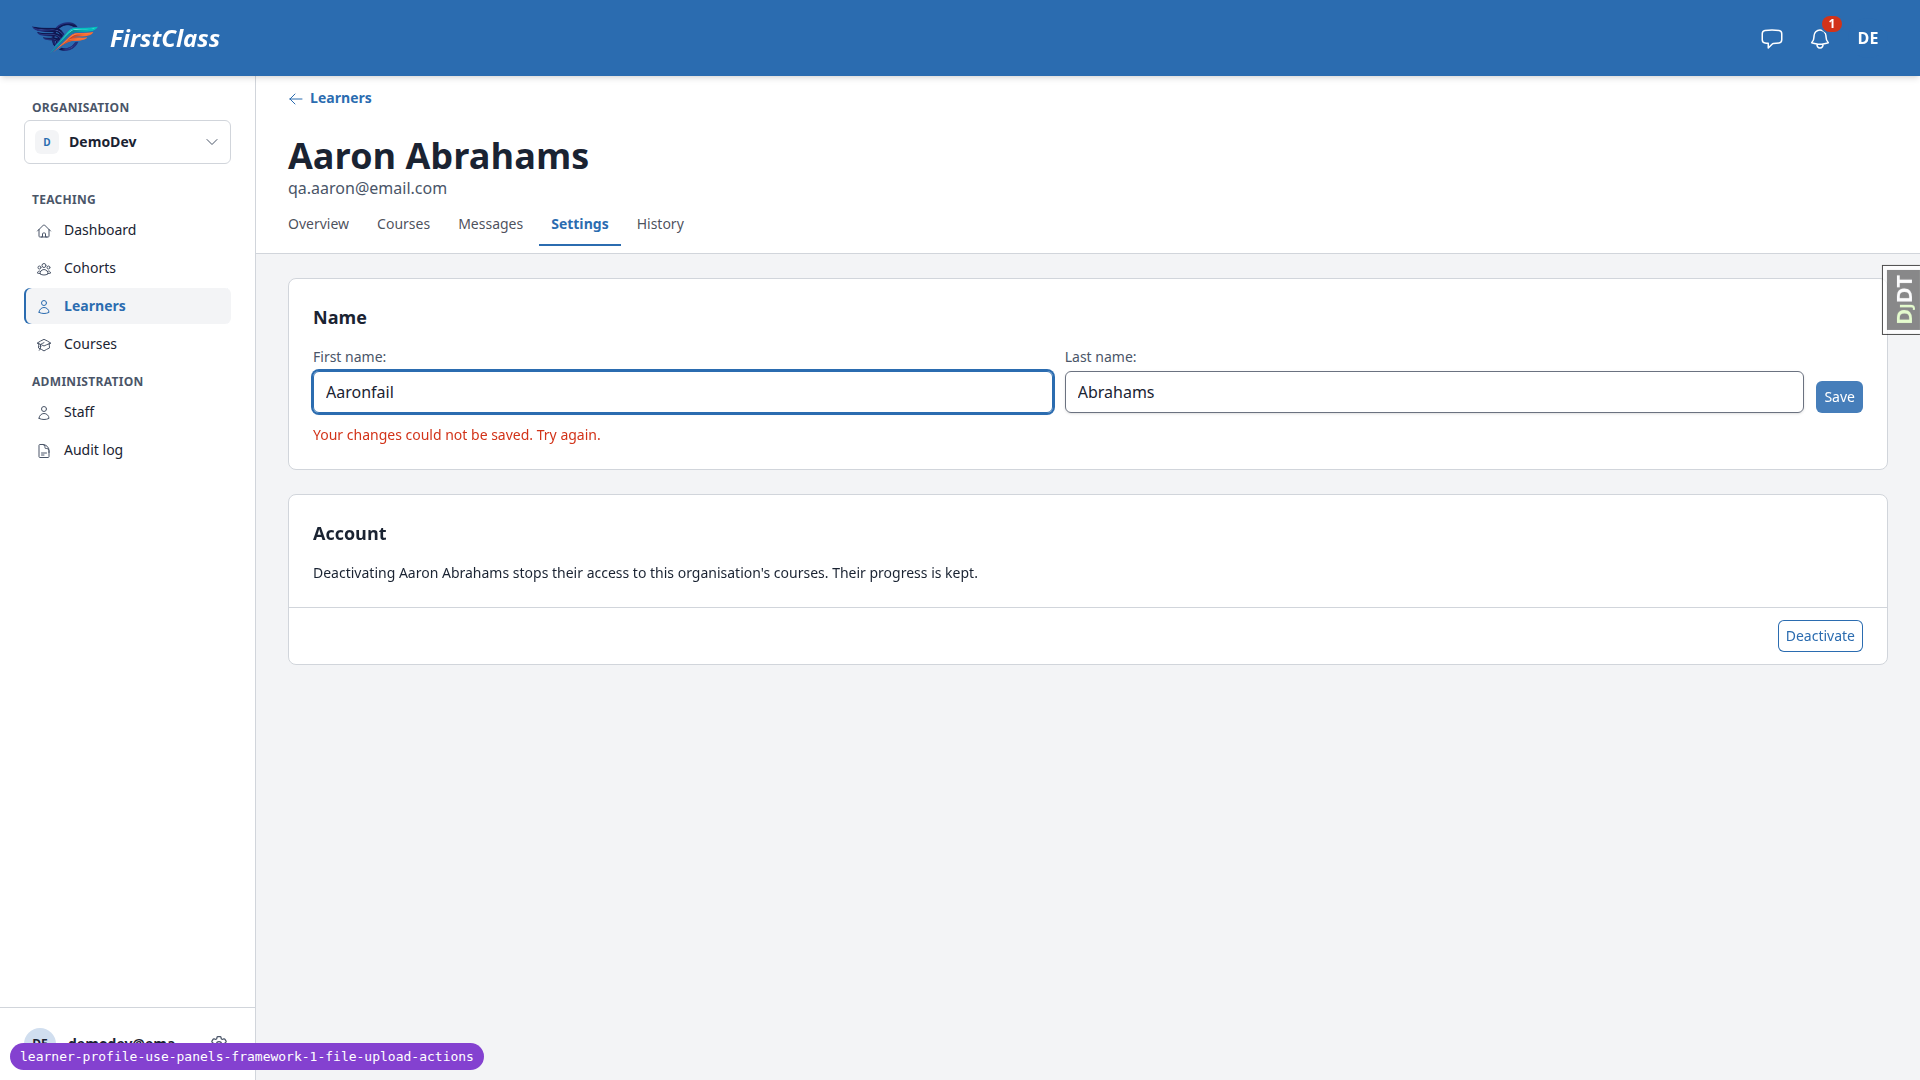 FirstClass
1
DE
ORGANISATION
D DemoDev
TEACHING
Dashboard
Cohorts
Learners
Courses
ADMINISTRATION
Staff
Audit log
Learners
Aaron Abrahams
qa.aaron@email.com
Overview Courses Messages Settings History
Name
First name: Last name:
Aaronfail Abrahams Save
Your changes could not be saved. Try again.
Account
Deactivating Aaron Abrahams stops their access to this organisation's courses. Their progress is kept.
Deactivate
DjDT
DE demodev@ema
learner-profile-use-panels-framework-1-file-upload-actions